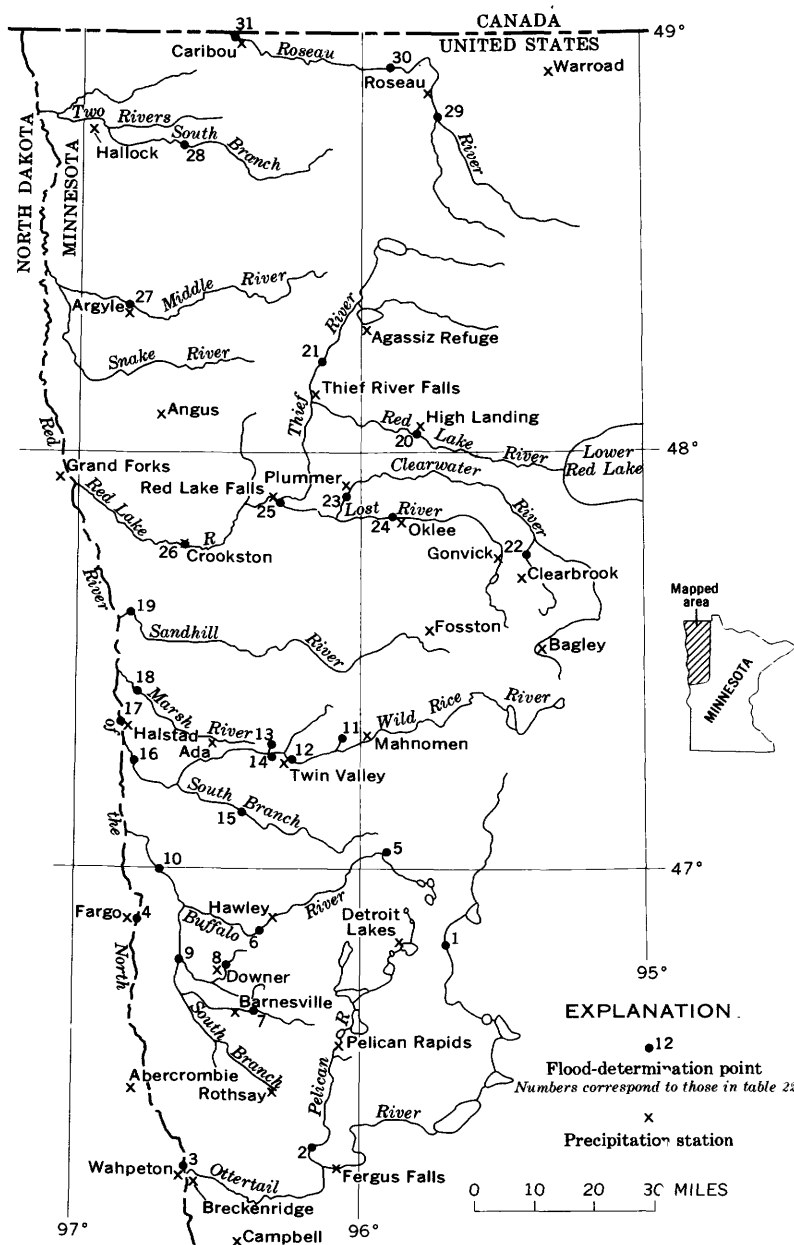 CANADA
UNITED STATES
49°
31
Caribou
Roseau
30
Roseau
Warroad
29
River
Two Rivers
South
Branch
Hallock
28
NORTH DAKOTA
MINNESOTA
27
Argyle
Middle River
River
Agassiz Refuge
21
Snake River
Thief River Falls
Thief
Angus
Red
High Landing
20
Red Lake River
Lower
Red Lake
48°
Grand Forks
Plummer
Clearwater
River
Red Lake Falls
25
23
Lost River
24
Oklee
Red Lake R
26
Crookston
Gonvick
22
Clearbrook
River
19
Sandhill River
Fosston
Bagley
Mapped
area
MINNESOTA
18
Marsh River
17
Halstad
of
Ada
13
14
12
11
Wild Rice River
Mahnomen
Twin Valley
16
South Branch
15
the
10
5
47°
Hawley
River
Buffalo
6
Detroit
Lakes
Fargo
4
1
North
9
8
Downer
95°
Barnesville
7
South Branch
Pelican R
Pelican Rapids
Abercrombie
Rothsay
River
2
3
Wahpeton
Ottertail
Fergus Falls
Breckenridge
97°
96°
Campbell
EXPLANATION
12
Flood-determination point
Numbers correspond to those in table 22
x
Precipitation station
0 10 20 30 MILES